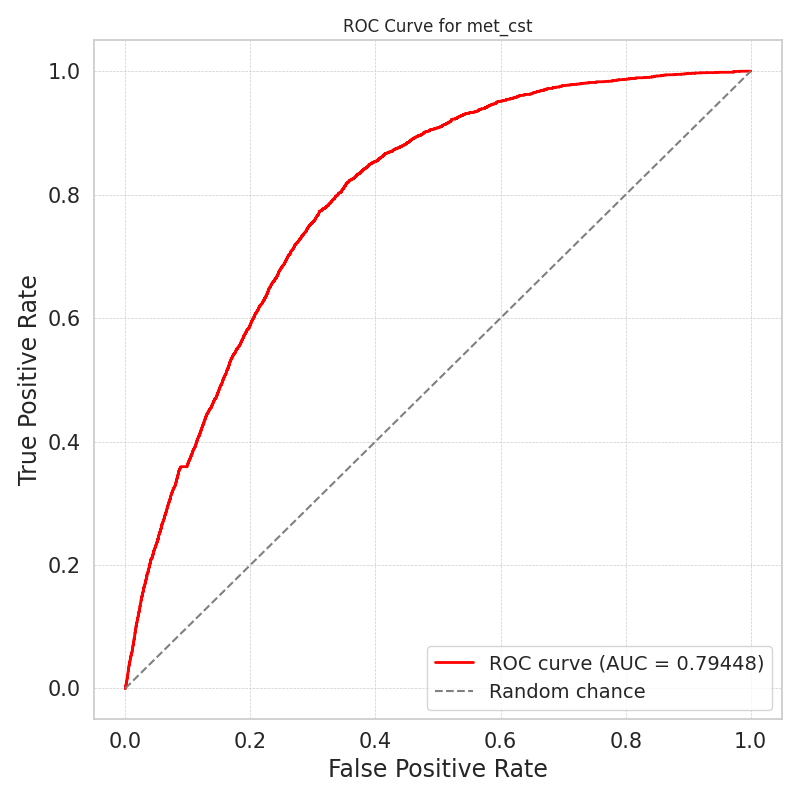 ROC Curve for met_cst
1.0
0.8
0.6
0.4
0.2
0.0
True Positive Rate
ROC curve (AUC = 0.79448)
Random chance
0.0 0.2 0.4 0.6 0.8 1.0
False Positive Rate